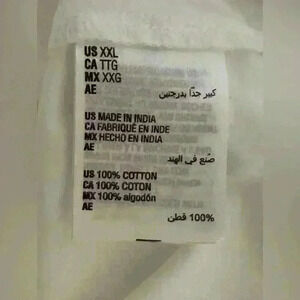 US XXL
CA TTG
MX XXG
AE كبير جدًا بدرجتين
US MADE IN INDIA
CA FABRIQUÉ EN INDE
MX HECHO EN INDIA
AE
صُنع في الهند
US 100% COTTON
CA 100% COTON
MX 100% algodón
AE
100% قطن